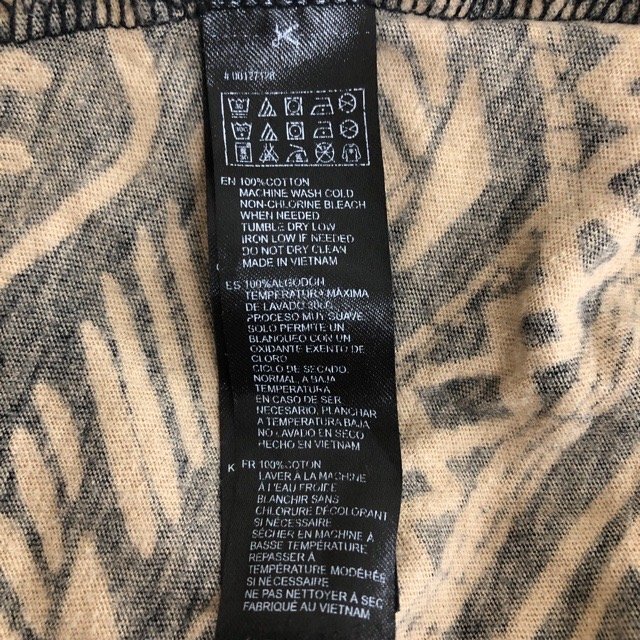 # 00127128
EN 100%COTTON
MACHINE WASH COLD
NON-CHLORINE BLEACH
WHEN NEEDED
TUMBLE DRY LOW
IRON LOW IF NEEDED
DO NOT DRY CLEAN
MADE IN VIETNAM
ES 100%ALGODON
TEMPERATURA MÁXIMA
DE LAVADO 30ºC
PROCESO MUY SUAVE
SOLO PERMITE UN
BLANQUEO CON UN
OXIDANTE EXENTO DE
CLORO
CICLO DE SECADO
NORMAL, A BAJA
TEMPERATURA
EN CASO DE SER
NECESARIO, PLANCHAR
A TEMPERATURA BAJA
NO LAVADO EN SECO
HECHO EN VIETNAM
K FR 100%COTON
LAVER À LA MACHINE
À L'EAU FROIDE
BLANCHIR SANS
CHLORURE DÉCOLORANT
SI NÉCESSAIRE
SÉCHER EN MACHINE À
BASSE TEMPÉRATURE
REPASSER À
TEMPÉRATURE MODÉRÉE
SI NÉCESSAIRE
NE PAS NETTOYER À SEC
FABRIQUÉ AU VIETNAM